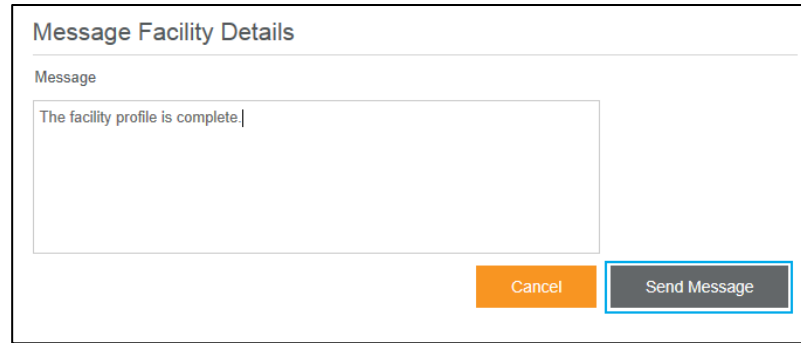 Message Facility Details
Message
The facility profile is complete.
Cancel
Send Message